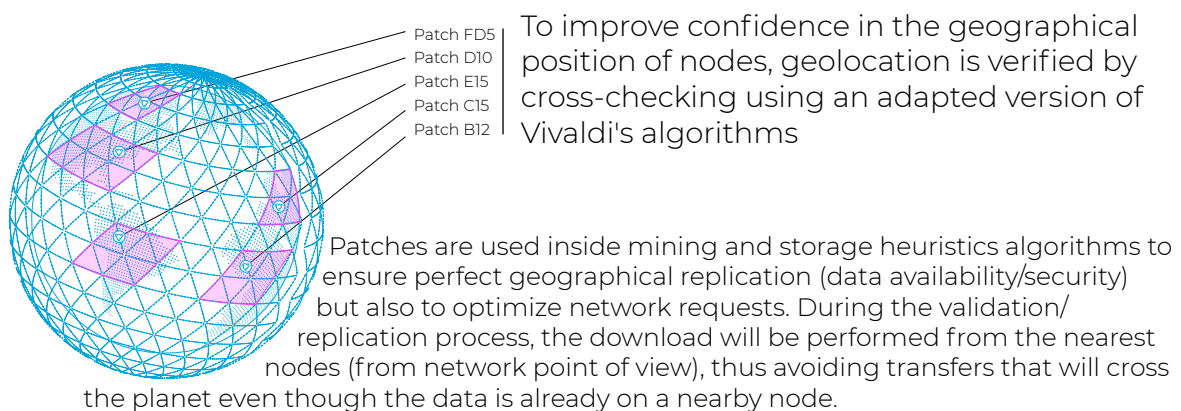 Patch FD5
Patch D10
Patch E15
Patch C15
Patch B12
To improve confidence in the geographical
position of nodes, geolocation is verified by
cross-checking using an adapted version of
Vivaldi's algorithms
Patches are used inside mining and storage heuristics algorithms to
ensure perfect geographical replication (data availability/security)
but also to optimize network requests. During the validation/
replication process, the download will be performed from the nearest
nodes (from network point of view), thus avoiding transfers that will cross
the planet even though the data is already on a nearby node.